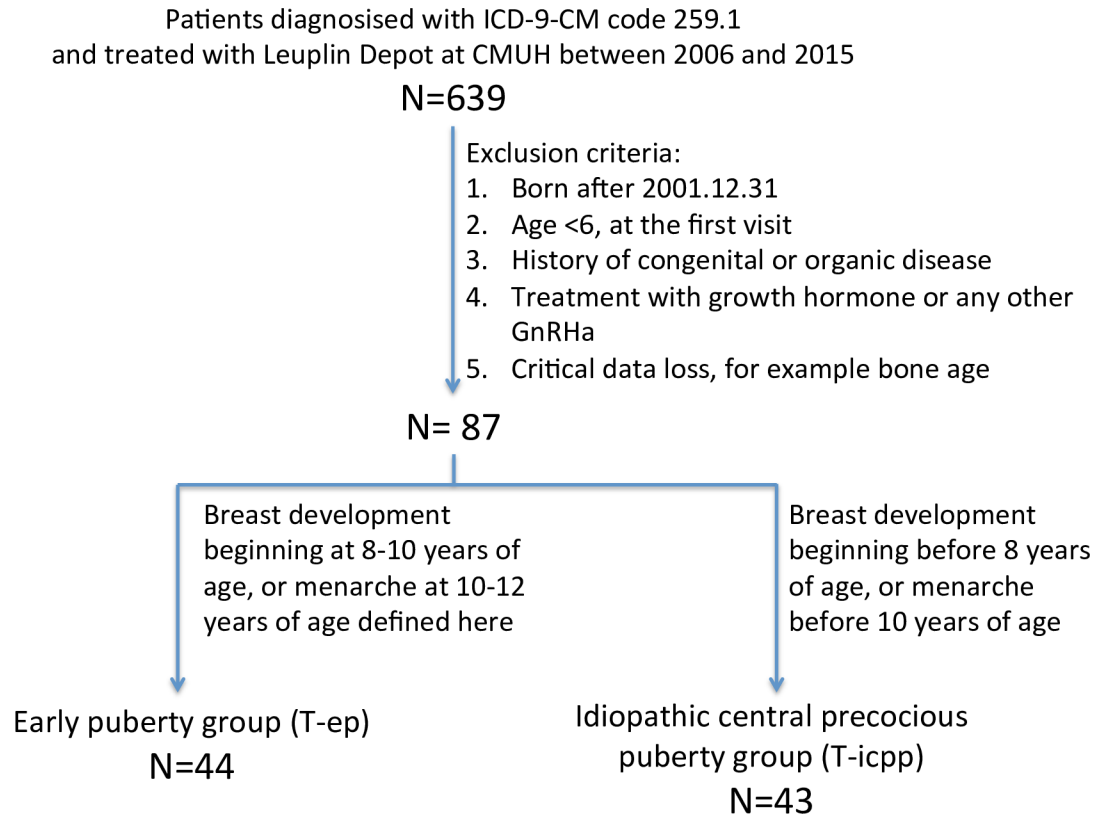 Patients diagnosised with ICD-9-CM code 259.1
and treated with Leuplin Depot at CMUH between 2006 and 2015
N=639
Exclusion criteria:
1. Born after 2001.12.31
2. Age <6, at the first visit
3. History of congenital or organic disease
4. Treatment with growth hormone or any other
GnRHa
5. Critical data loss, for example bone age
N= 87
Breast development
beginning at 8-10 years of
age, or menarche at 10-12
years of age defined here
Breast development
beginning before 8 years
of age, or menarche
before 10 years of age
Early puberty group (T-ep)
N=44
Idiopathic central precocious
puberty group (T-icpp)
N=43